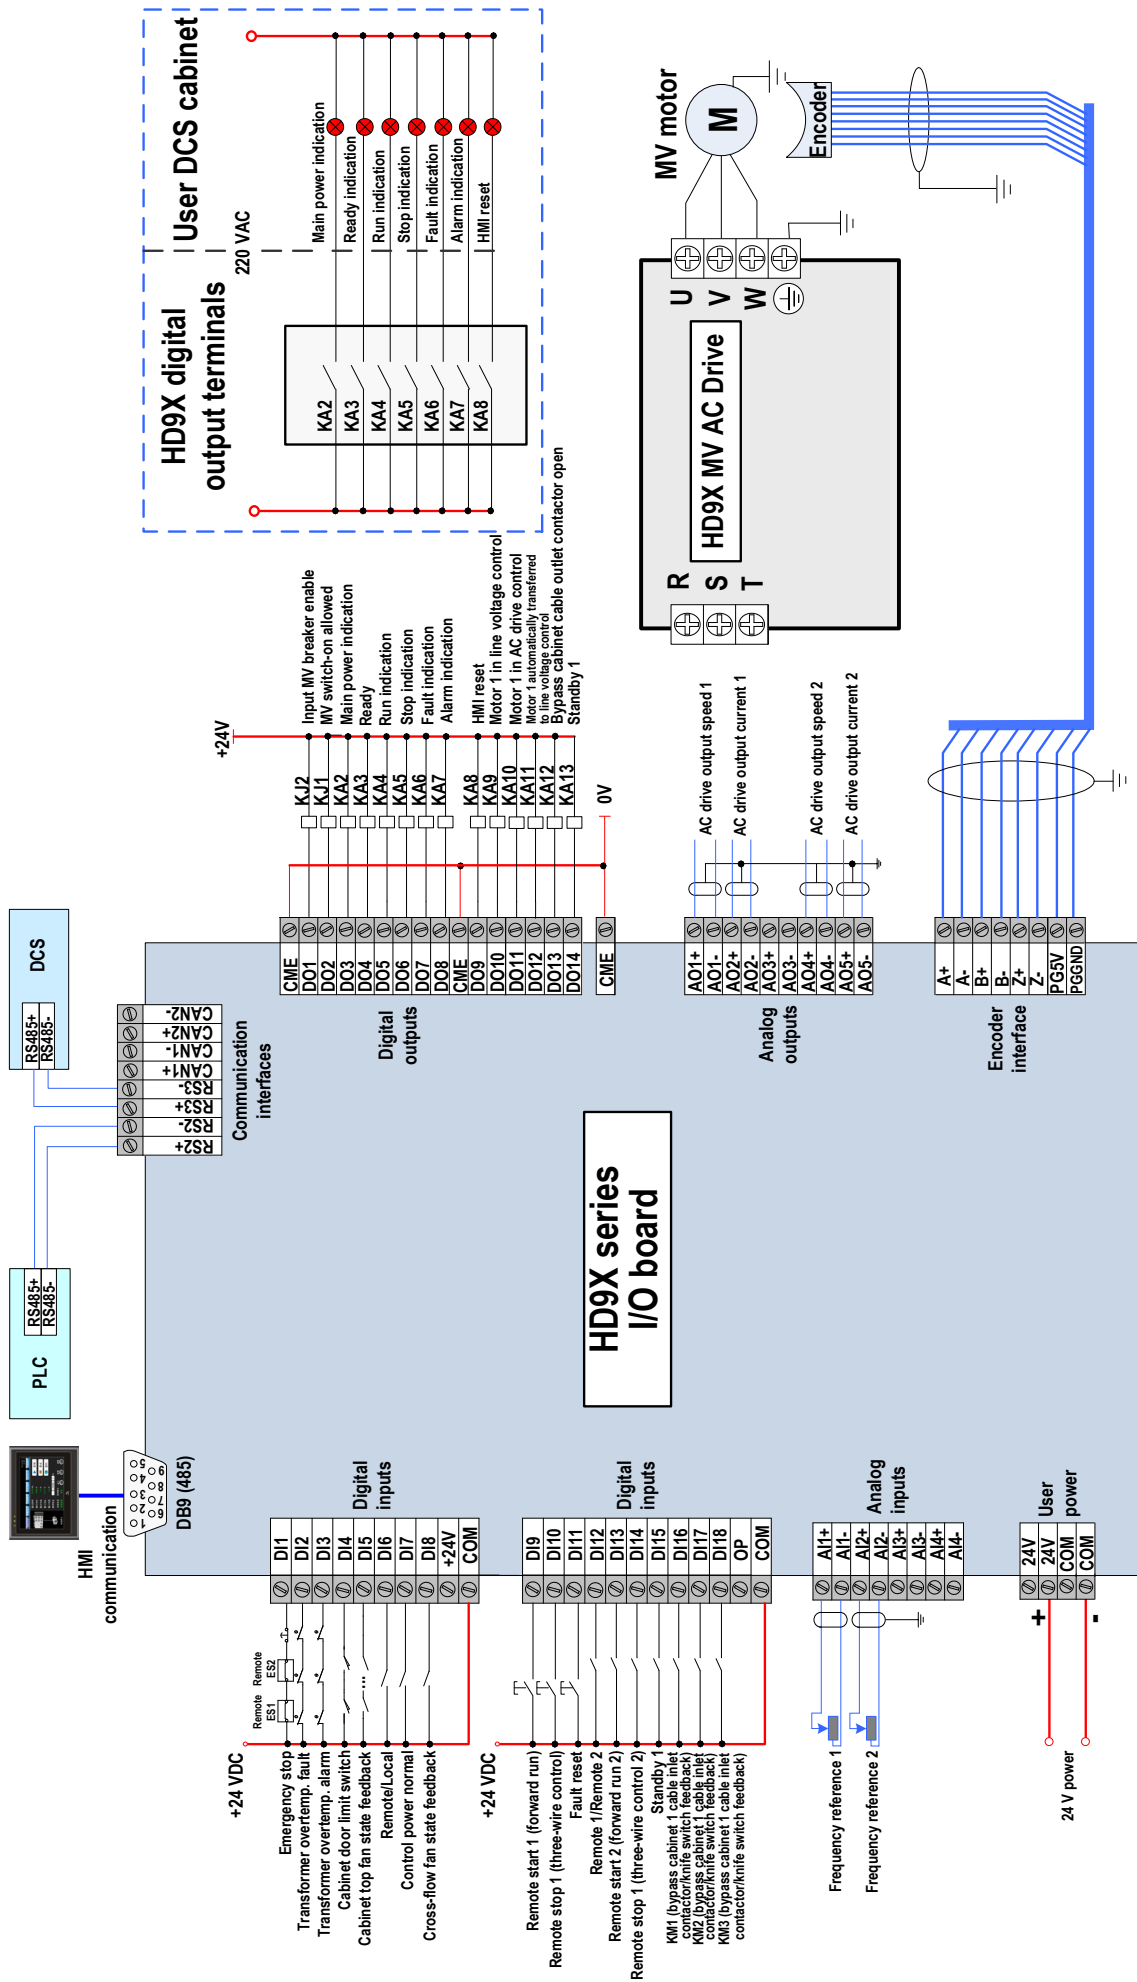 HMI
communication
DB9 (485)
1
2
3
4
5
6
7
8
9
PLC
RS485+
RS485-
DCS
RS485+
RS485-
RS2+
RS2-
RS3+
RS3-
CAN1+
CAN1-
CAN2+
CAN2-
Communication
interfaces
HD9X series
I/O board
+24 VDC
Remote
ES1
Remote
ES2
Emergency stop
Transformer overtemp. fault
Transformer overtemp. alarm
Cabinet door limit switch
Cabinet top fan state feedback
Remote/Local
Control power normal
Cross-flow fan state feedback
DI1
DI2
DI3
DI4
DI5
DI6
DI7
DI8
+24V
COM
Digital
inputs
+24 VDC
Remote start 1 (forward run)
Remote stop 1 (three-wire control)
Fault reset
Remote 1/Remote 2
Remote start 2 (forward run 2)
Remote stop 1 (three-wire control 2)
Standby 1
KM1 (bypass cabinet 1 cable inlet
contactor/knife switch feedback)
KM2 (bypass cabinet 1 cable inlet
contactor/knife switch feedback)
KM3 (bypass cabinet 1 cable inlet
contactor/knife switch feedback)
DI9
DI10
DI11
DI12
DI13
DI14
DI15
DI16
DI17
DI18
OP
COM
Digital
inputs
Frequency reference 1
Frequency reference 2
AI1+
AI1-
AI2+
AI2-
AI3+
AI3-
AI4+
AI4-
Analog
inputs
24 V power
+
-
24V
24V
COM
COM
User
power
CME
DO1
DO2
DO3
DO4
DO5
DO6
DO7
DO8
CME
DO9
DO10
DO11
DO12
DO13
DO14
CME
Digital
outputs
+24V
0V
KJ2
KJ1
KA2
KA3
KA4
KA5
KA6
KA7
KA8
KA9
KA10
KA11
KA12
KA13
Input MV breaker enable
MV switch-on allowed
Main power indication
Ready
Run indication
Stop indication
Fault indication
Alarm indication
HMI reset
Motor 1 in line voltage control
Motor 1 in AC drive control
Motor 1 automatically transferred
to line voltage control
Bypass cabinet cable outlet contactor open
Standby 1
AO1+
AO1-
AO2+
AO2-
AO3+
AO3-
AO4+
AO4-
AO5+
AO5-
Analog
outputs
AC drive output speed 1
AC drive output current 1
AC drive output speed 2
AC drive output current 2
A+
A-
B+
B-
Z+
Z-
PG5V
PGGND
Encoder
interface
HD9X digital
output terminals
User DCS cabinet
220 VAC
KA2
KA3
KA4
KA5
KA6
KA7
KA8
Main power indication
Ready indication
Run indication
Stop indication
Fault indication
Alarm indication
HMI reset
HD9X MV AC Drive
R
S
T
U
V
W
MV motor
M
Encoder